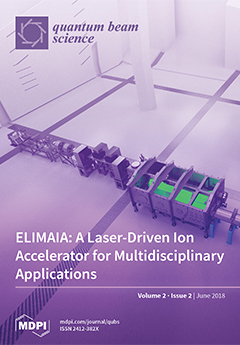 quantum beam
science
ELIMAIA: A Laser-Driven Ion
Accelerator for Multidisciplinary
Applications
Volume 2 • Issue 2 | June 2018
MDPI
mdpi.com/journal/qubs
ISSN 2412-382X